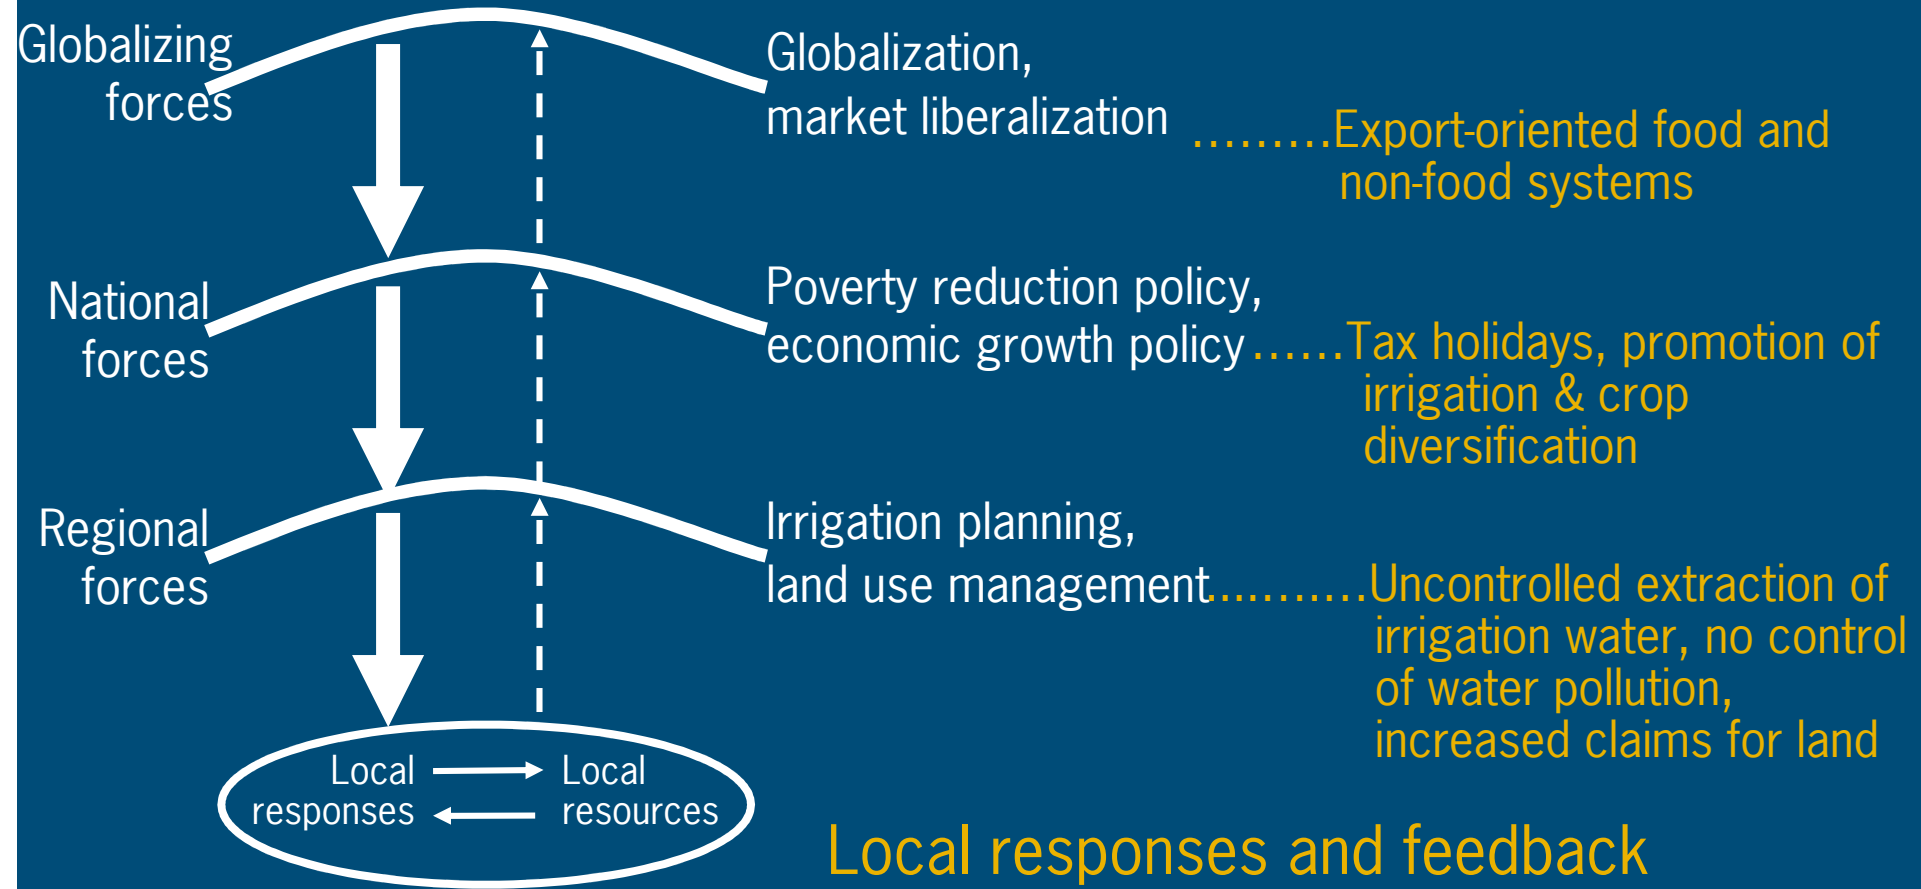 Globalizing
forces
Globalization,
market liberalization
.........Export-oriented food and
non-food systems
National
forces
Poverty reduction policy,
economic growth policy......Tax holidays, promotion of
irrigation & crop
diversification
Regional
forces
Irrigation planning,
land use management...........Uncontrolled extraction of
irrigation water, no control
of water pollution,
increased claims for land
Local
responses
Local
resources
Local responses and feedback